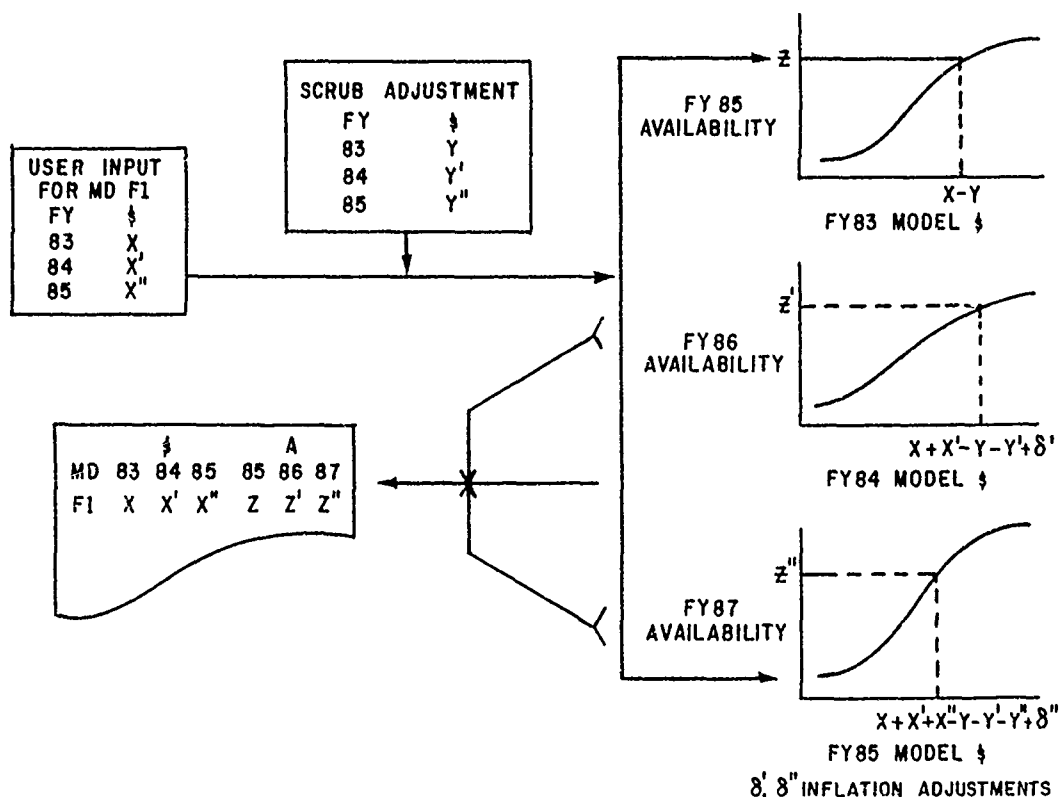 USER INPUT
FOR MD F1
FY $
83 X
84 X'
85 X"
SCRUB ADJUSTMENT
FY $
83 Y
84 Y'
85 Y"
FY 85
AVAILABILITY
Z
X-Y
FY83 MODEL $
FY86
AVAILABILITY
Z'
X+X'-Y-Y'+δ'
FY84 MODEL $
FY87
AVAILABILITY
Z"
X+X'+X"-Y-Y'-Y"+δ"
FY85 MODEL $
δ', δ" INFLATION ADJUSTMENTS
$ A
MD 83 84 85 85 86 87
F1 X X' X" Z Z' Z"